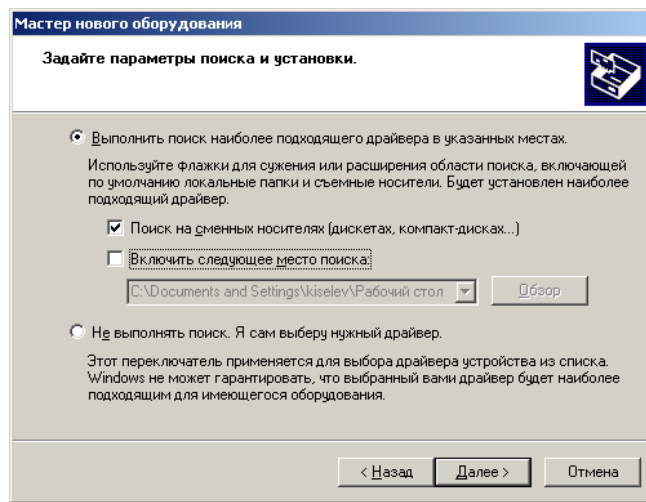 Мастер нового оборудования
Задайте параметры поиска и установки.
Выполнить поиск наиболее подходящего драйвера в указанных местах.
Используйте флажки для сужения или расширения области поиска, включающей
по умолчанию локальные папки и съемные носители. Будет установлен наиболее
подходящий драйвер.
Поиск на сменных носителях (дискетах, компакт-дисках...)
Включить следующее место поиска:
C:\Documents and Settings\kiselev\Рабочий стол
Обзор
Не выполнять поиск. Я сам выберу нужный драйвер.
Этот переключатель применяется для выбора драйвера устройства из списка.
Windows не может гарантировать, что выбранный вами драйвер будет наиболее
подходящим для имеющегося оборудования.
< Назад Далее > Отмена